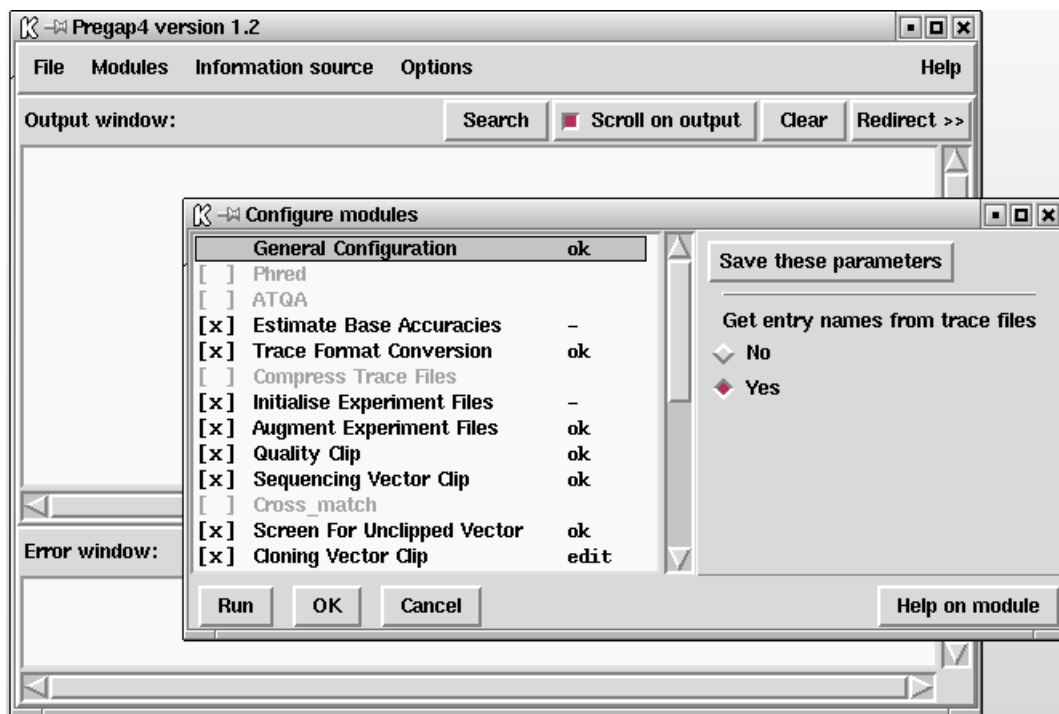 Pregap4 version 1.2
File Modules Information source Options Help
Output window: Search Scroll on output Clear Redirect >>
Configure modules
General Configuration ok
[ ] Phred
[ ] ATQA
[x] Estimate Base Accuracies –
[x] Trace Format Conversion ok
[ ] Compress Trace Files
[x] Initialise Experiment Files –
[x] Augment Experiment Files ok
[x] Quality Clip ok
[x] Sequencing Vector Clip ok
[ ] Cross_match
[x] Screen For Unclipped Vector ok
[x] Cloning Vector Clip edit
Save these parameters
Get entry names from trace files
No
Yes
Error window:
Run OK Cancel Help on module